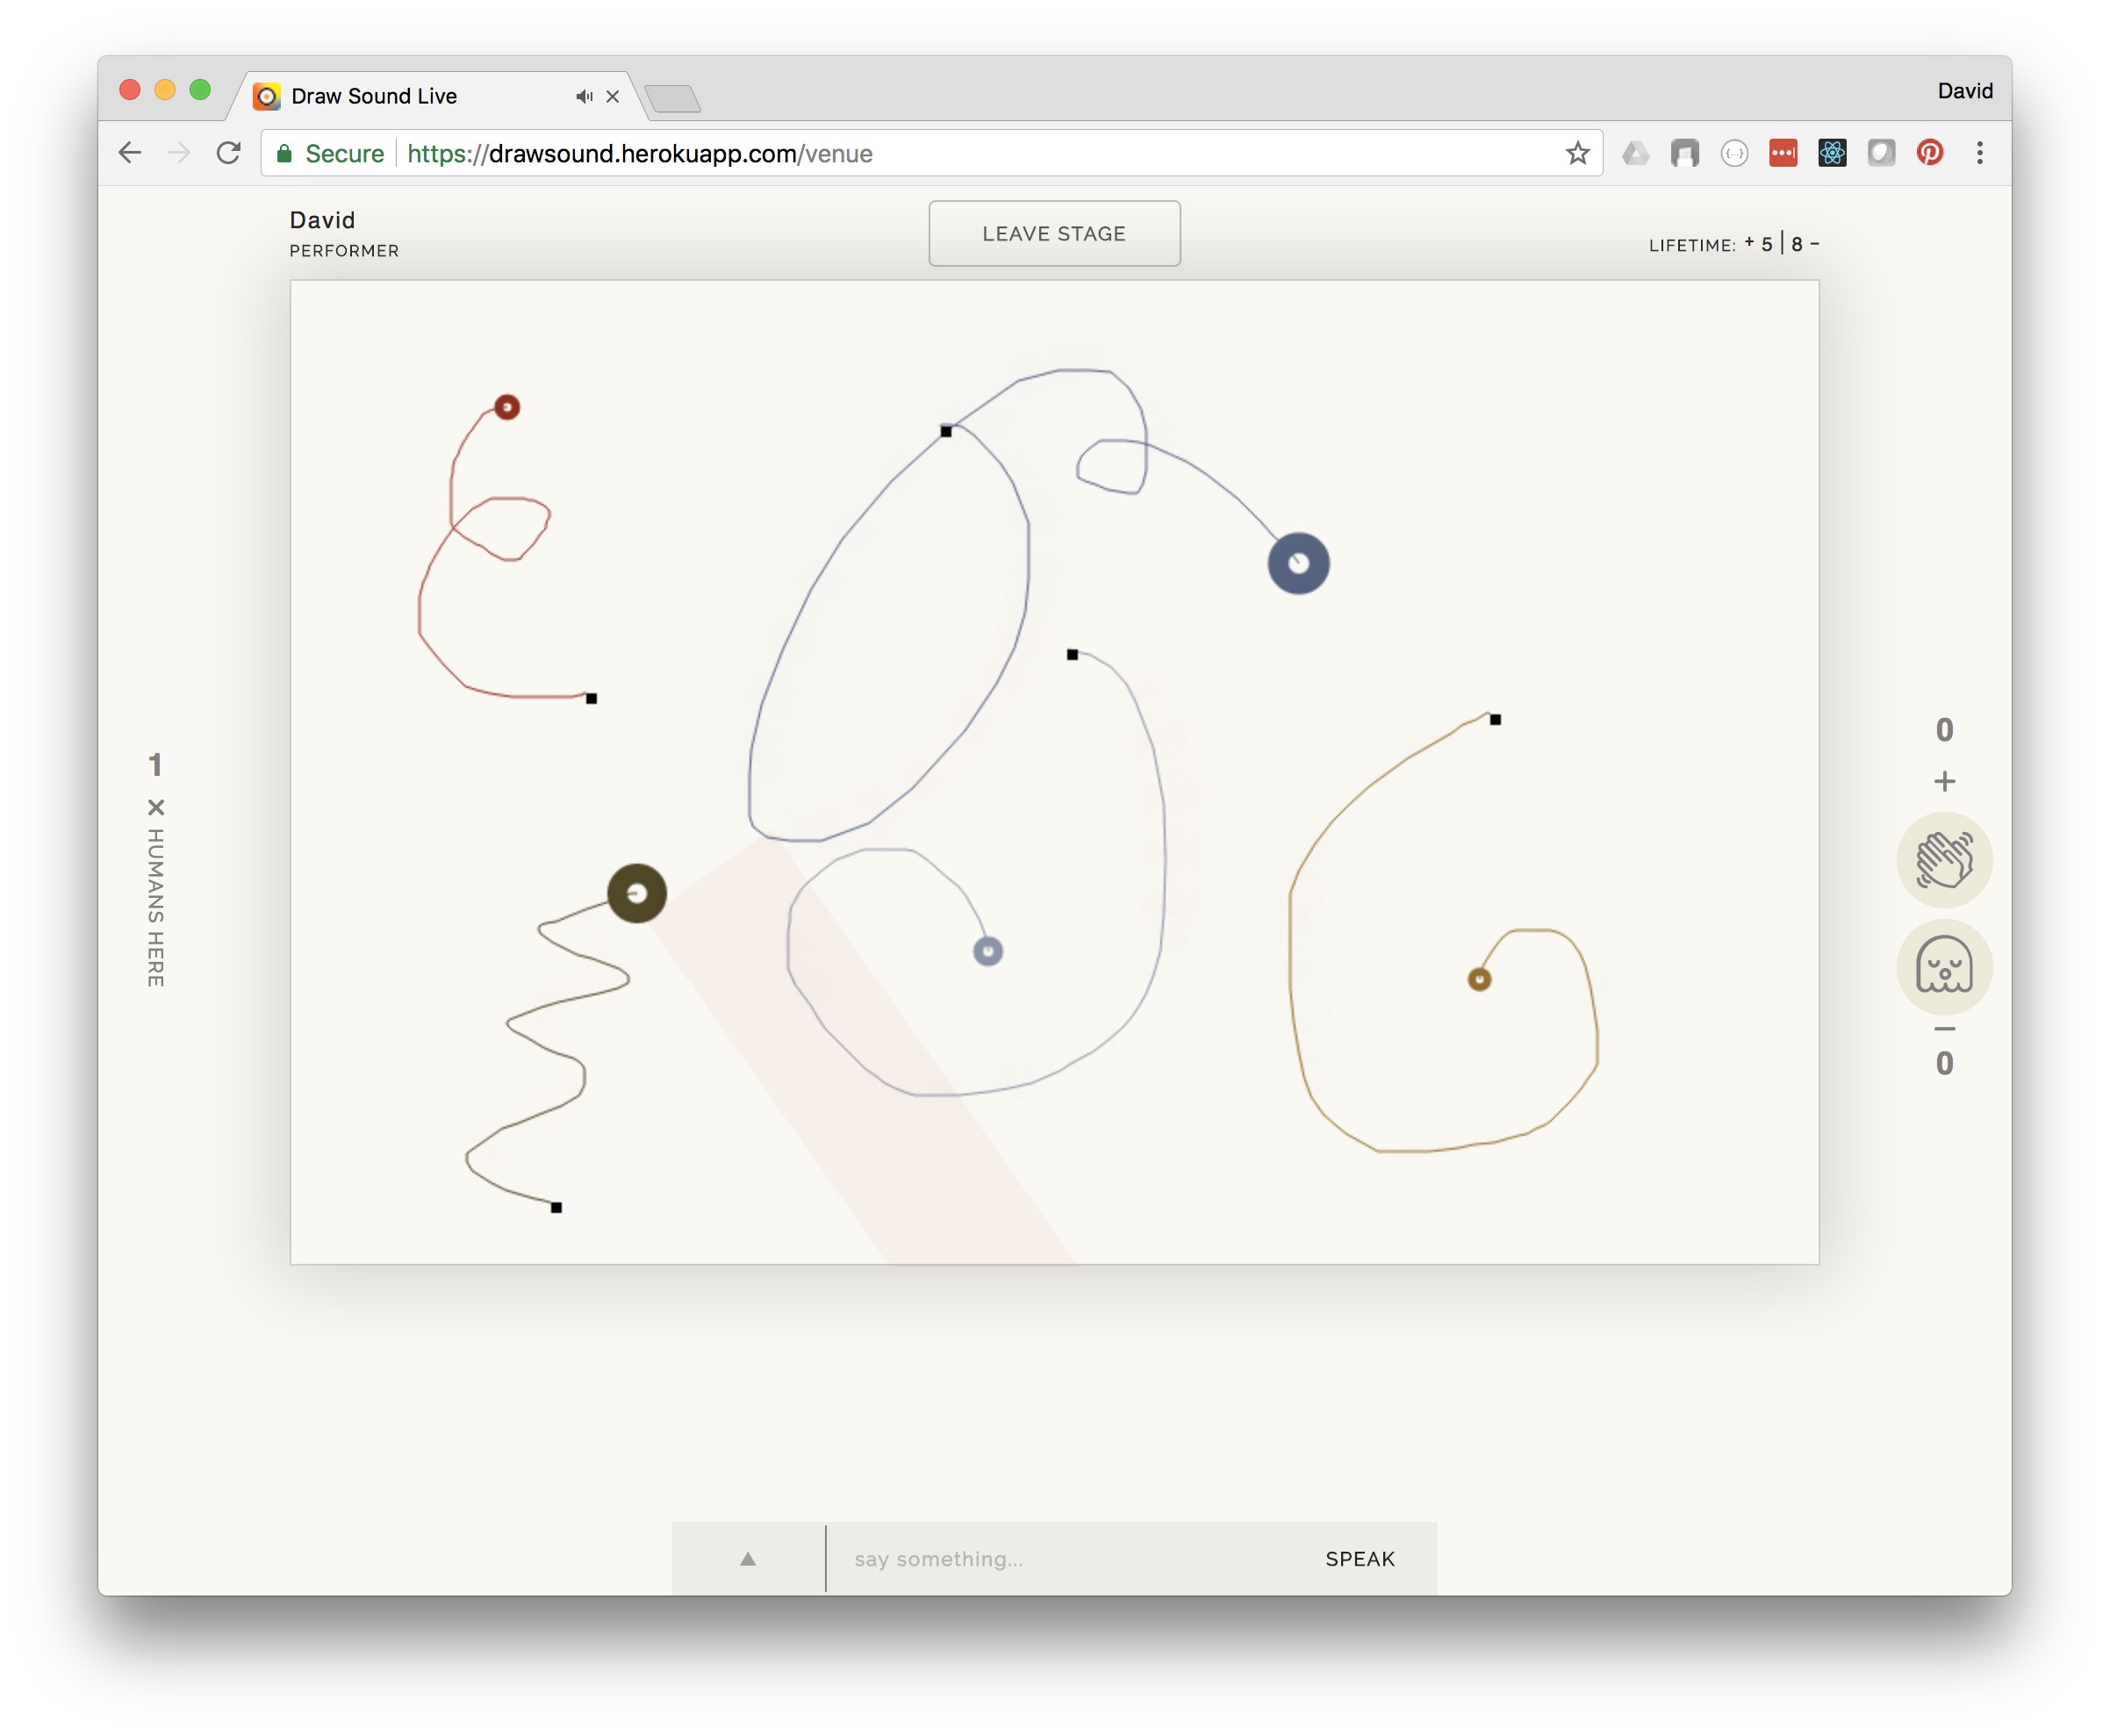 Draw Sound Live
David
Secure
https://drawsound.herokuapp.com/venue
David
PERFORMER
LEAVE STAGE
LIFETIME: + 5 | 8 −
1
× HUMANS HERE
0
+
−
0
say something...
SPEAK